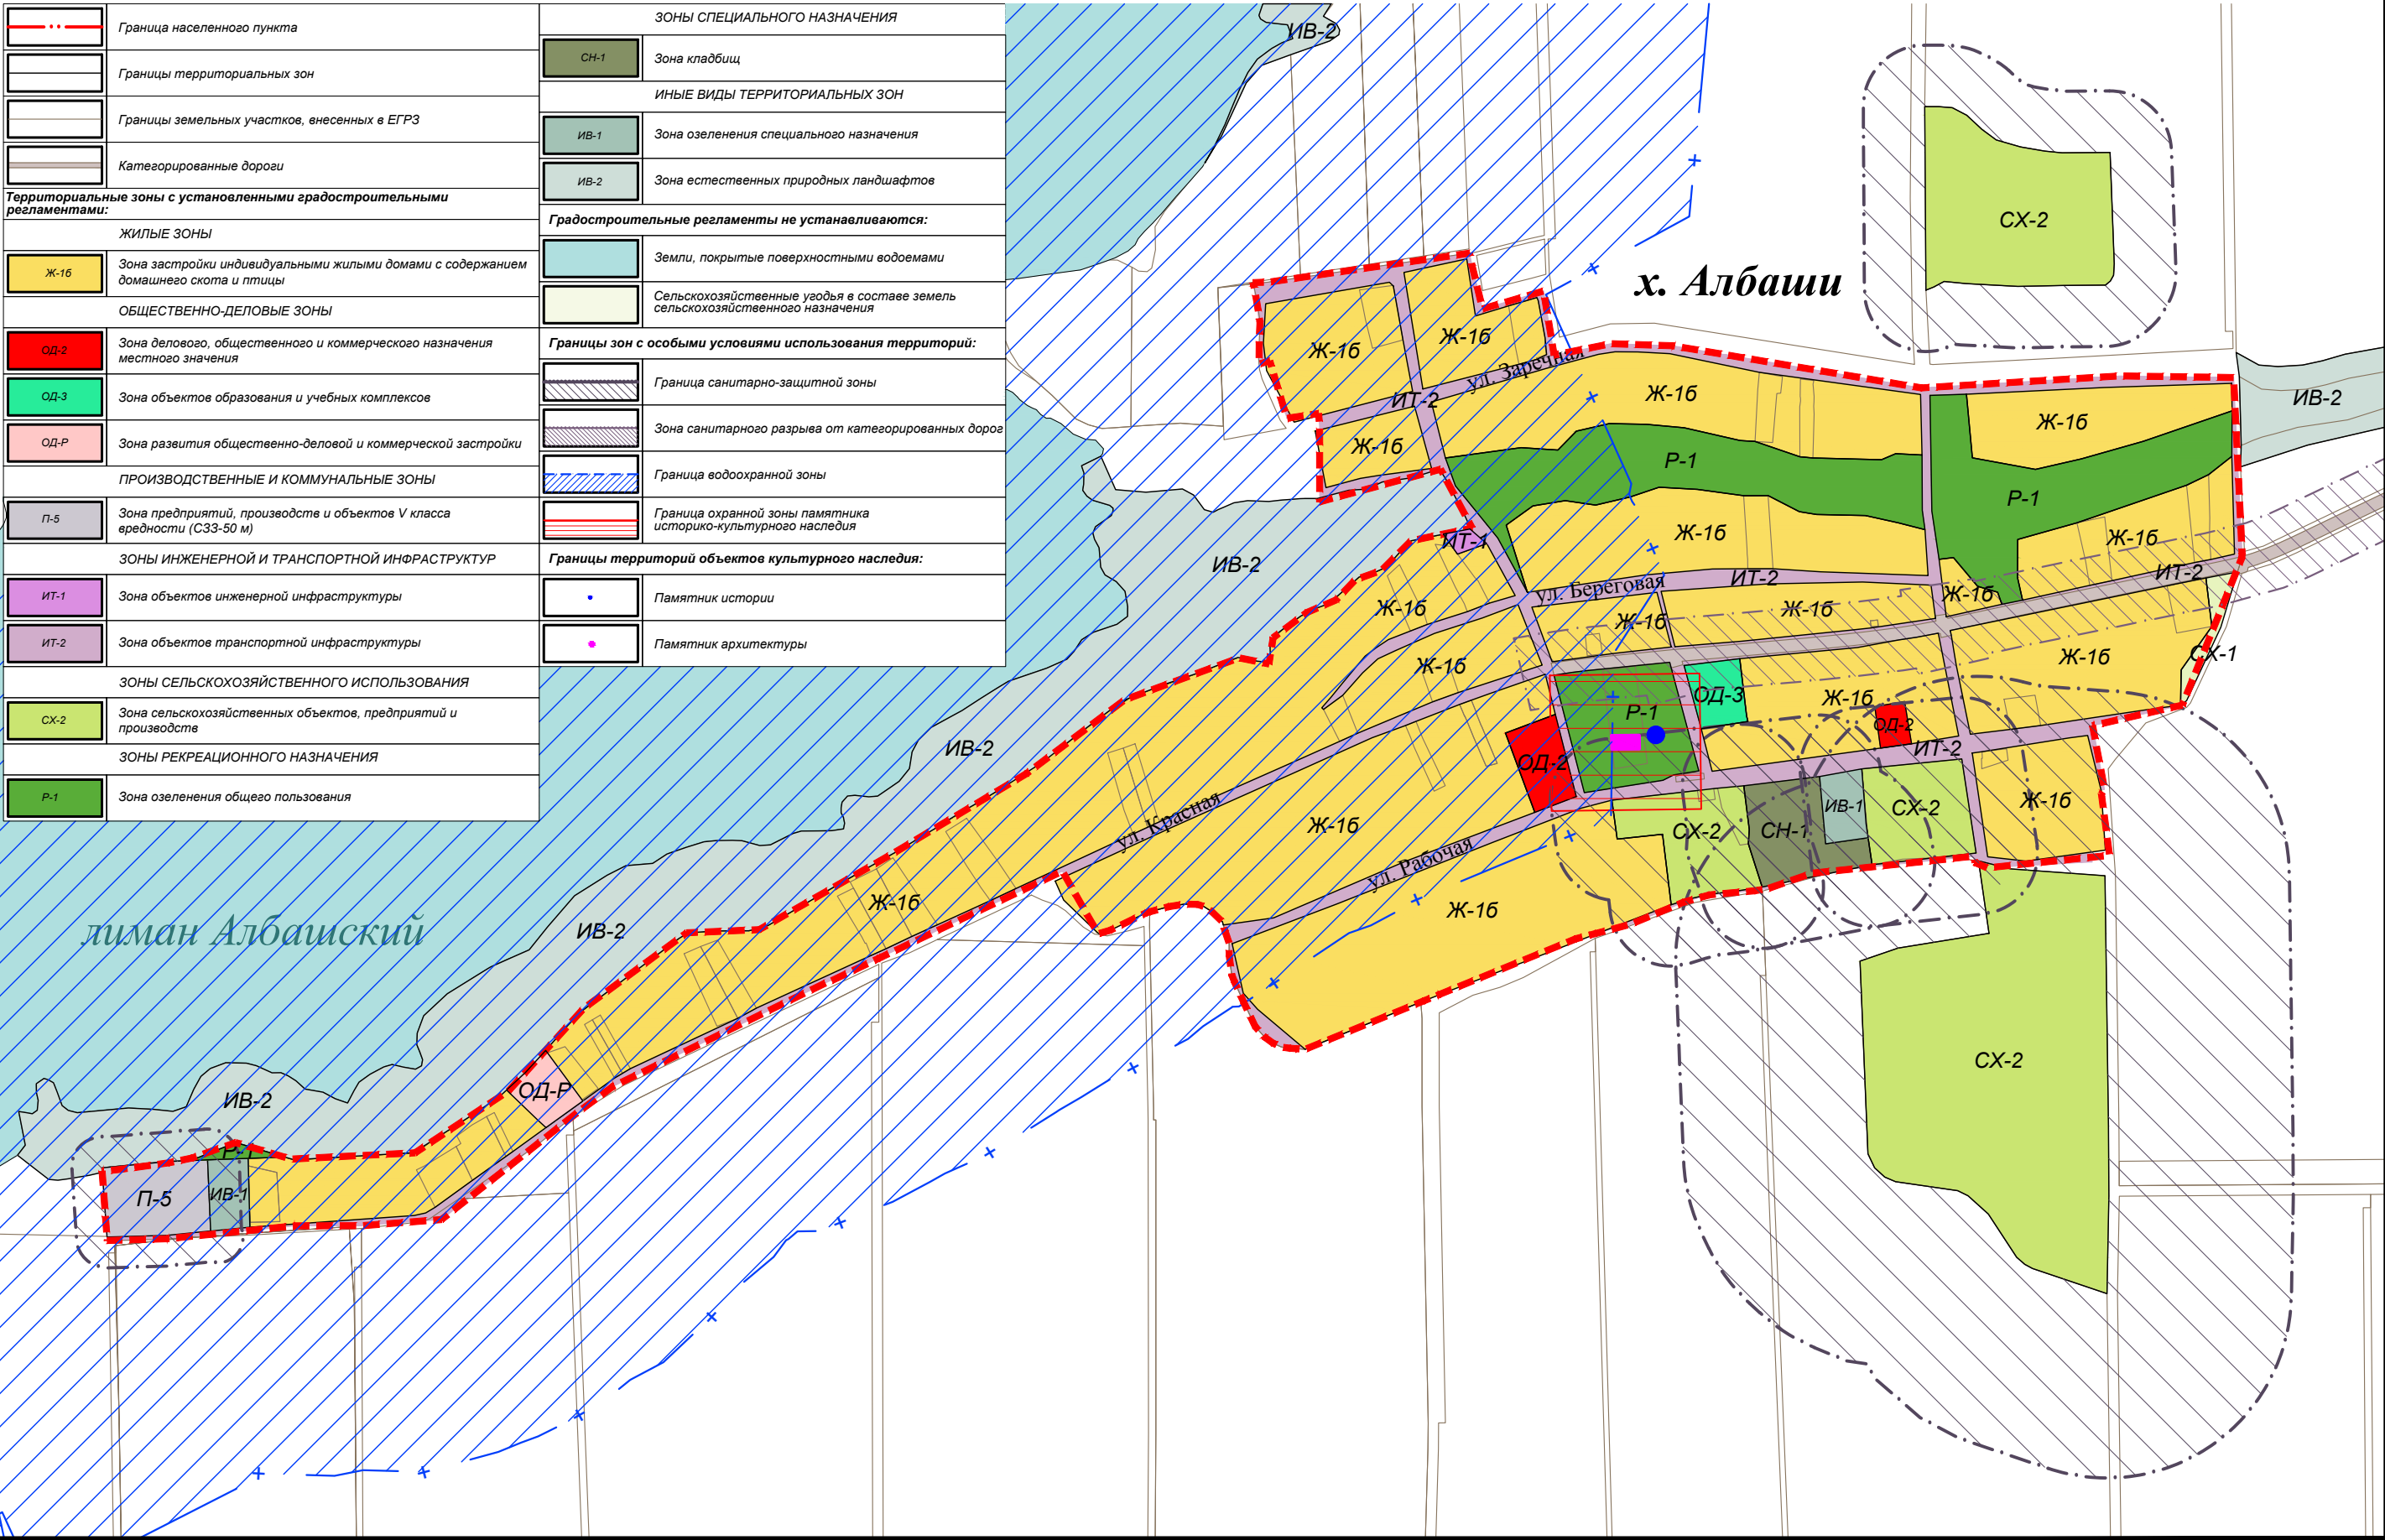 Граница населенного пункта
Границы территориальных зон
Границы земельных участков, внесенных в ЕГРЗ
Категорированные дороги
Территориальные зоны с установленными градостроительными
регламентами:
ЖИЛЫЕ ЗОНЫ
Ж-1б
Зона застройки индивидуальными жилыми домами с содержанием
домашнего скота и птицы
ОБЩЕСТВЕННО-ДЕЛОВЫЕ ЗОНЫ
ОД-2
Зона делового, общественного и коммерческого назначения
местного значения
ОД-3
Зона объектов образования и учебных комплексов
ОД-Р
Зона развития общественно-деловой и коммерческой застройки
ПРОИЗВОДСТВЕННЫЕ И КОММУНАЛЬНЫЕ ЗОНЫ
П-5
Зона предприятий, производств и объектов V класса
вредности (СЗЗ-50 м)
ЗОНЫ ИНЖЕНЕРНОЙ И ТРАНСПОРТНОЙ ИНФРАСТРУКТУР
ИТ-1
Зона объектов инженерной инфраструктуры
ИТ-2
Зона объектов транспортной инфраструктуры
ЗОНЫ СЕЛЬСКОХОЗЯЙСТВЕННОГО ИСПОЛЬЗОВАНИЯ
СХ-2
Зона сельскохозяйственных объектов, предприятий и
производств
ЗОНЫ РЕКРЕАЦИОННОГО НАЗНАЧЕНИЯ
Р-1
Зона озеленения общего пользования
ЗОНЫ СПЕЦИАЛЬНОГО НАЗНАЧЕНИЯ
СН-1
Зона кладбищ
ИНЫЕ ВИДЫ ТЕРРИТОРИАЛЬНЫХ ЗОН
ИВ-1
Зона озеленения специального назначения
ИВ-2
Зона естественных природных ландшафтов
Градостроительные регламенты не устанавливаются:
Земли, покрытые поверхностными водоемами
Сельскохозяйственные угодья в составе земель
сельскохозяйственного назначения
Границы зон с особыми условиями использования территорий:
Граница санитарно-защитной зоны
Зона санитарного разрыва от категорированных дорог
Граница водоохранной зоны
Граница охранной зоны памятника
историко-культурного наследия
Границы территорий объектов культурного наследия:
Памятник истории
Памятник архитектуры
ИВ-2
СХ-2
х. Албаши
Ж-1б
Ж-1б
ул. Заречная
ИТ-2
Ж-1б
Ж-1б
ИВ-2
Ж-1б
Ж-1б
Р-1
Р-1
Ж-1б
Ж-1б
ИТ-1
ИВ-2
ИТ-2
ИТ-2
ул. Береговая
Ж-1б
Ж-1б
Ж-1б
Ж-1б
Ж-1б
Ж-1б
СХ-1
ОД-3
Ж-1б
Р-1
ОД-2
ИТ-2
ИВ-2
ОД-2
Ж-1б
ИВ-1
СХ-2
ул. Красная
Ж-1б
СХ-2
СН-1
ул. Рабочая
Ж-1б
Ж-1б
лиман Албашский
ИВ-2
СХ-2
ОД-Р
ИВ-2
Р-1
П-5
ИВ-1